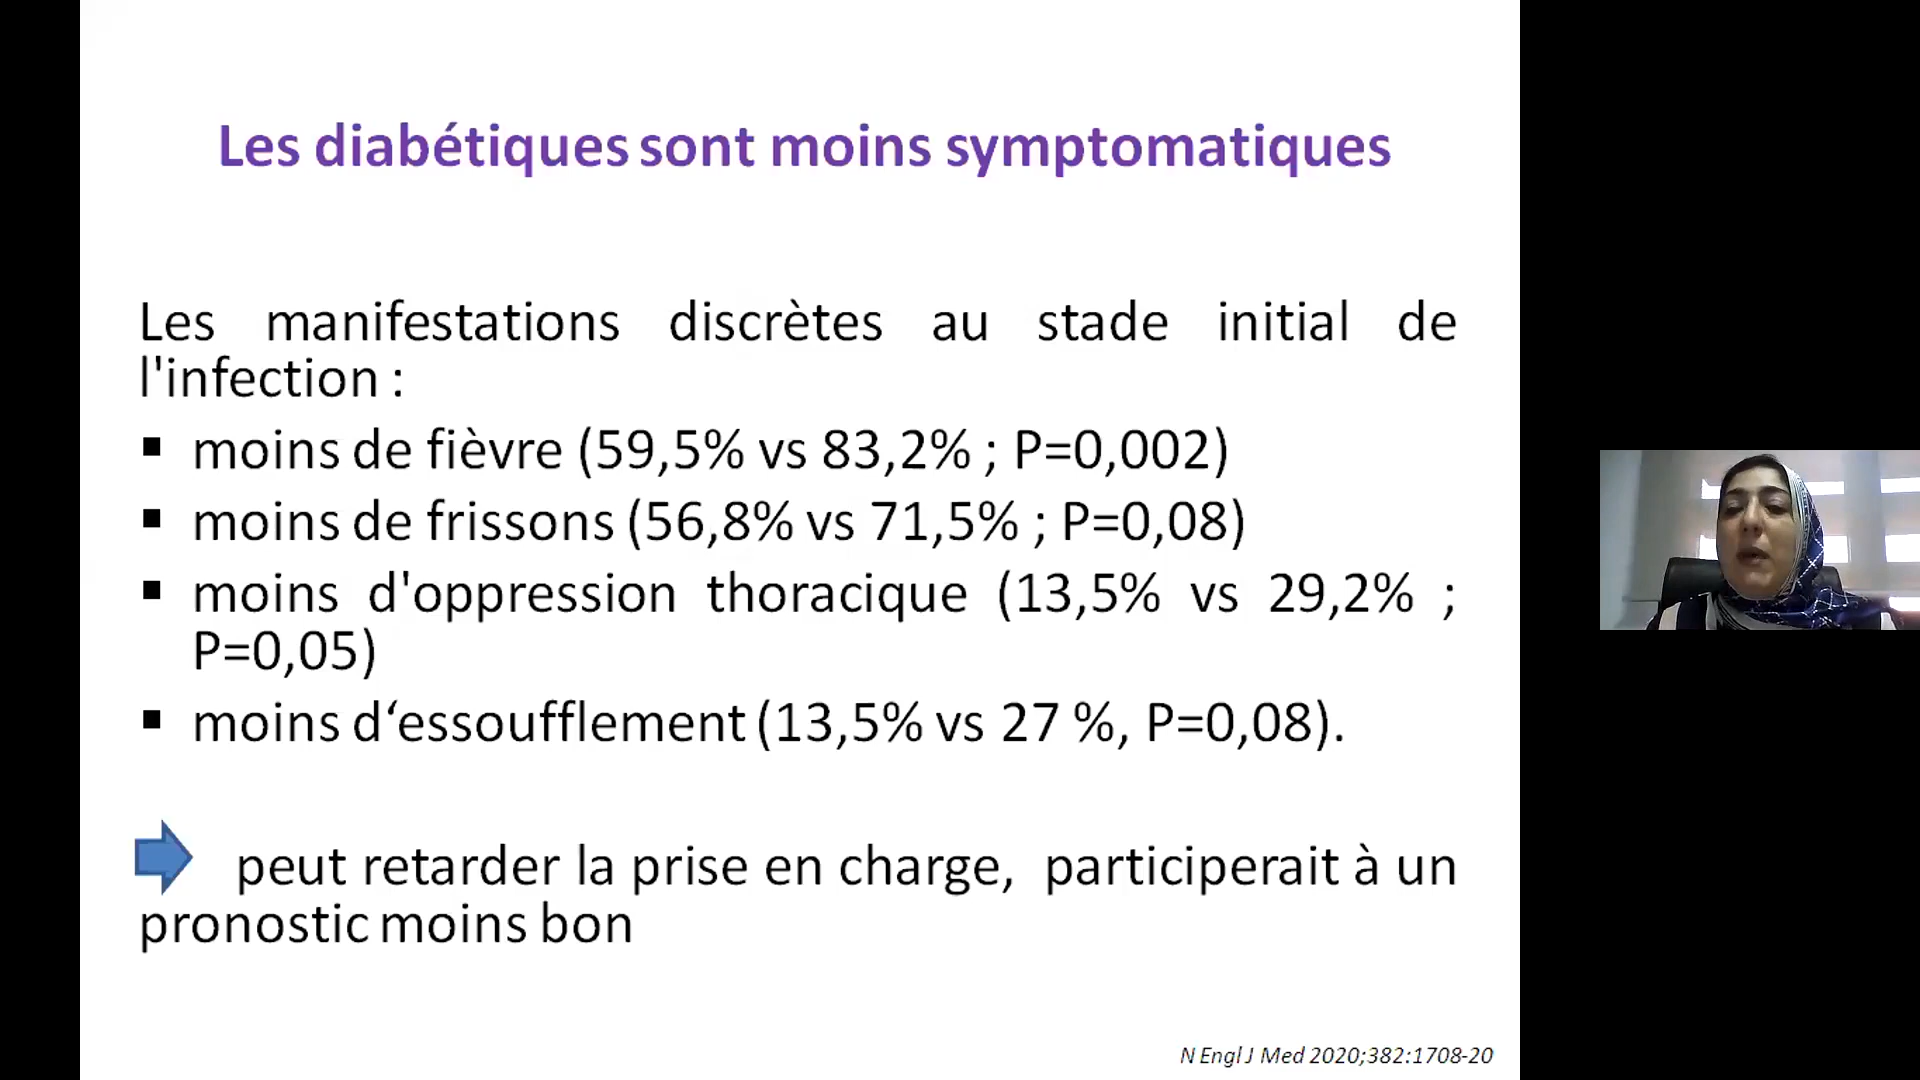 Les diabétiques sont moins symptomatiques
Les manifestations discrètes au stade initial de
l'infection :
▪ moins de fièvre (59,5% vs 83,2% ; P=0,002)
▪ moins de frissons (56,8% vs 71,5% ; P=0,08)
▪ moins d'oppression thoracique (13,5% vs 29,2% ;
P=0,05)
▪ moins d‘essoufflement (13,5% vs 27 %, P=0,08).
peut retarder la prise en charge, participerait à un
pronostic moins bon
N Engl J Med 2020;382:1708-20